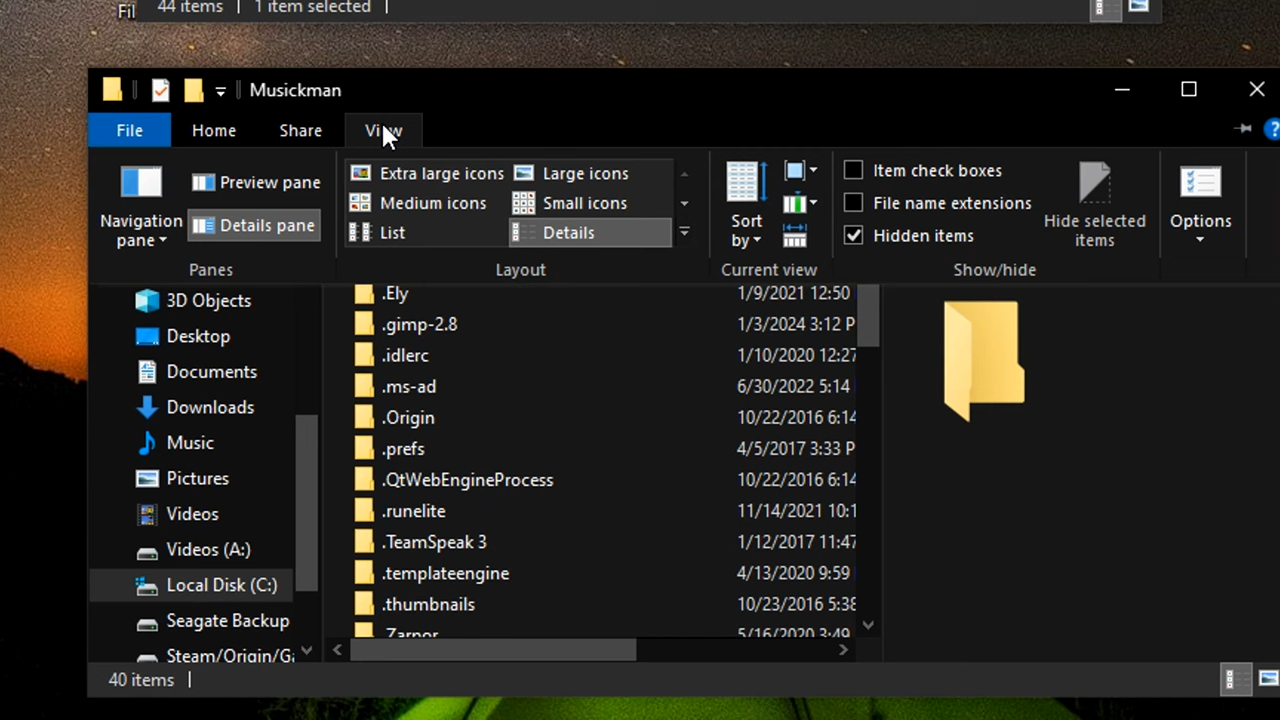 Fil
44 items
1 item selected
Musickman
File
Home
Share
View
Navigation pane
Preview pane
Details pane
Panes
Extra large icons
Large icons
Medium icons
Small icons
List
Details
Layout
Sort by
Current view
Item check boxes
File name extensions
Hidden items
Hide selected items
Show/hide
Options
3D Objects
Desktop
Documents
Downloads
Music
Pictures
Videos
Videos (A:)
Local Disk (C:)
Seagate Backup
Steam/Origin/Ga
.Ely 1/9/2021 12:50
.gimp-2.8 1/3/2024 3:12 P
.idlerc 1/10/2020 12:27
.ms-ad 6/30/2022 5:14
.Origin 10/22/2016 6:14
.prefs 4/5/2017 3:33 P
.QtWebEngineProcess 10/22/2016 6:14
.runelite 11/14/2021 10:1
.TeamSpeak 3 1/12/2017 11:47
.templateengine 4/13/2020 9:59
.thumbnails 10/23/2016 5:38
.Zarnor 5/16/2020 3:49
40 items